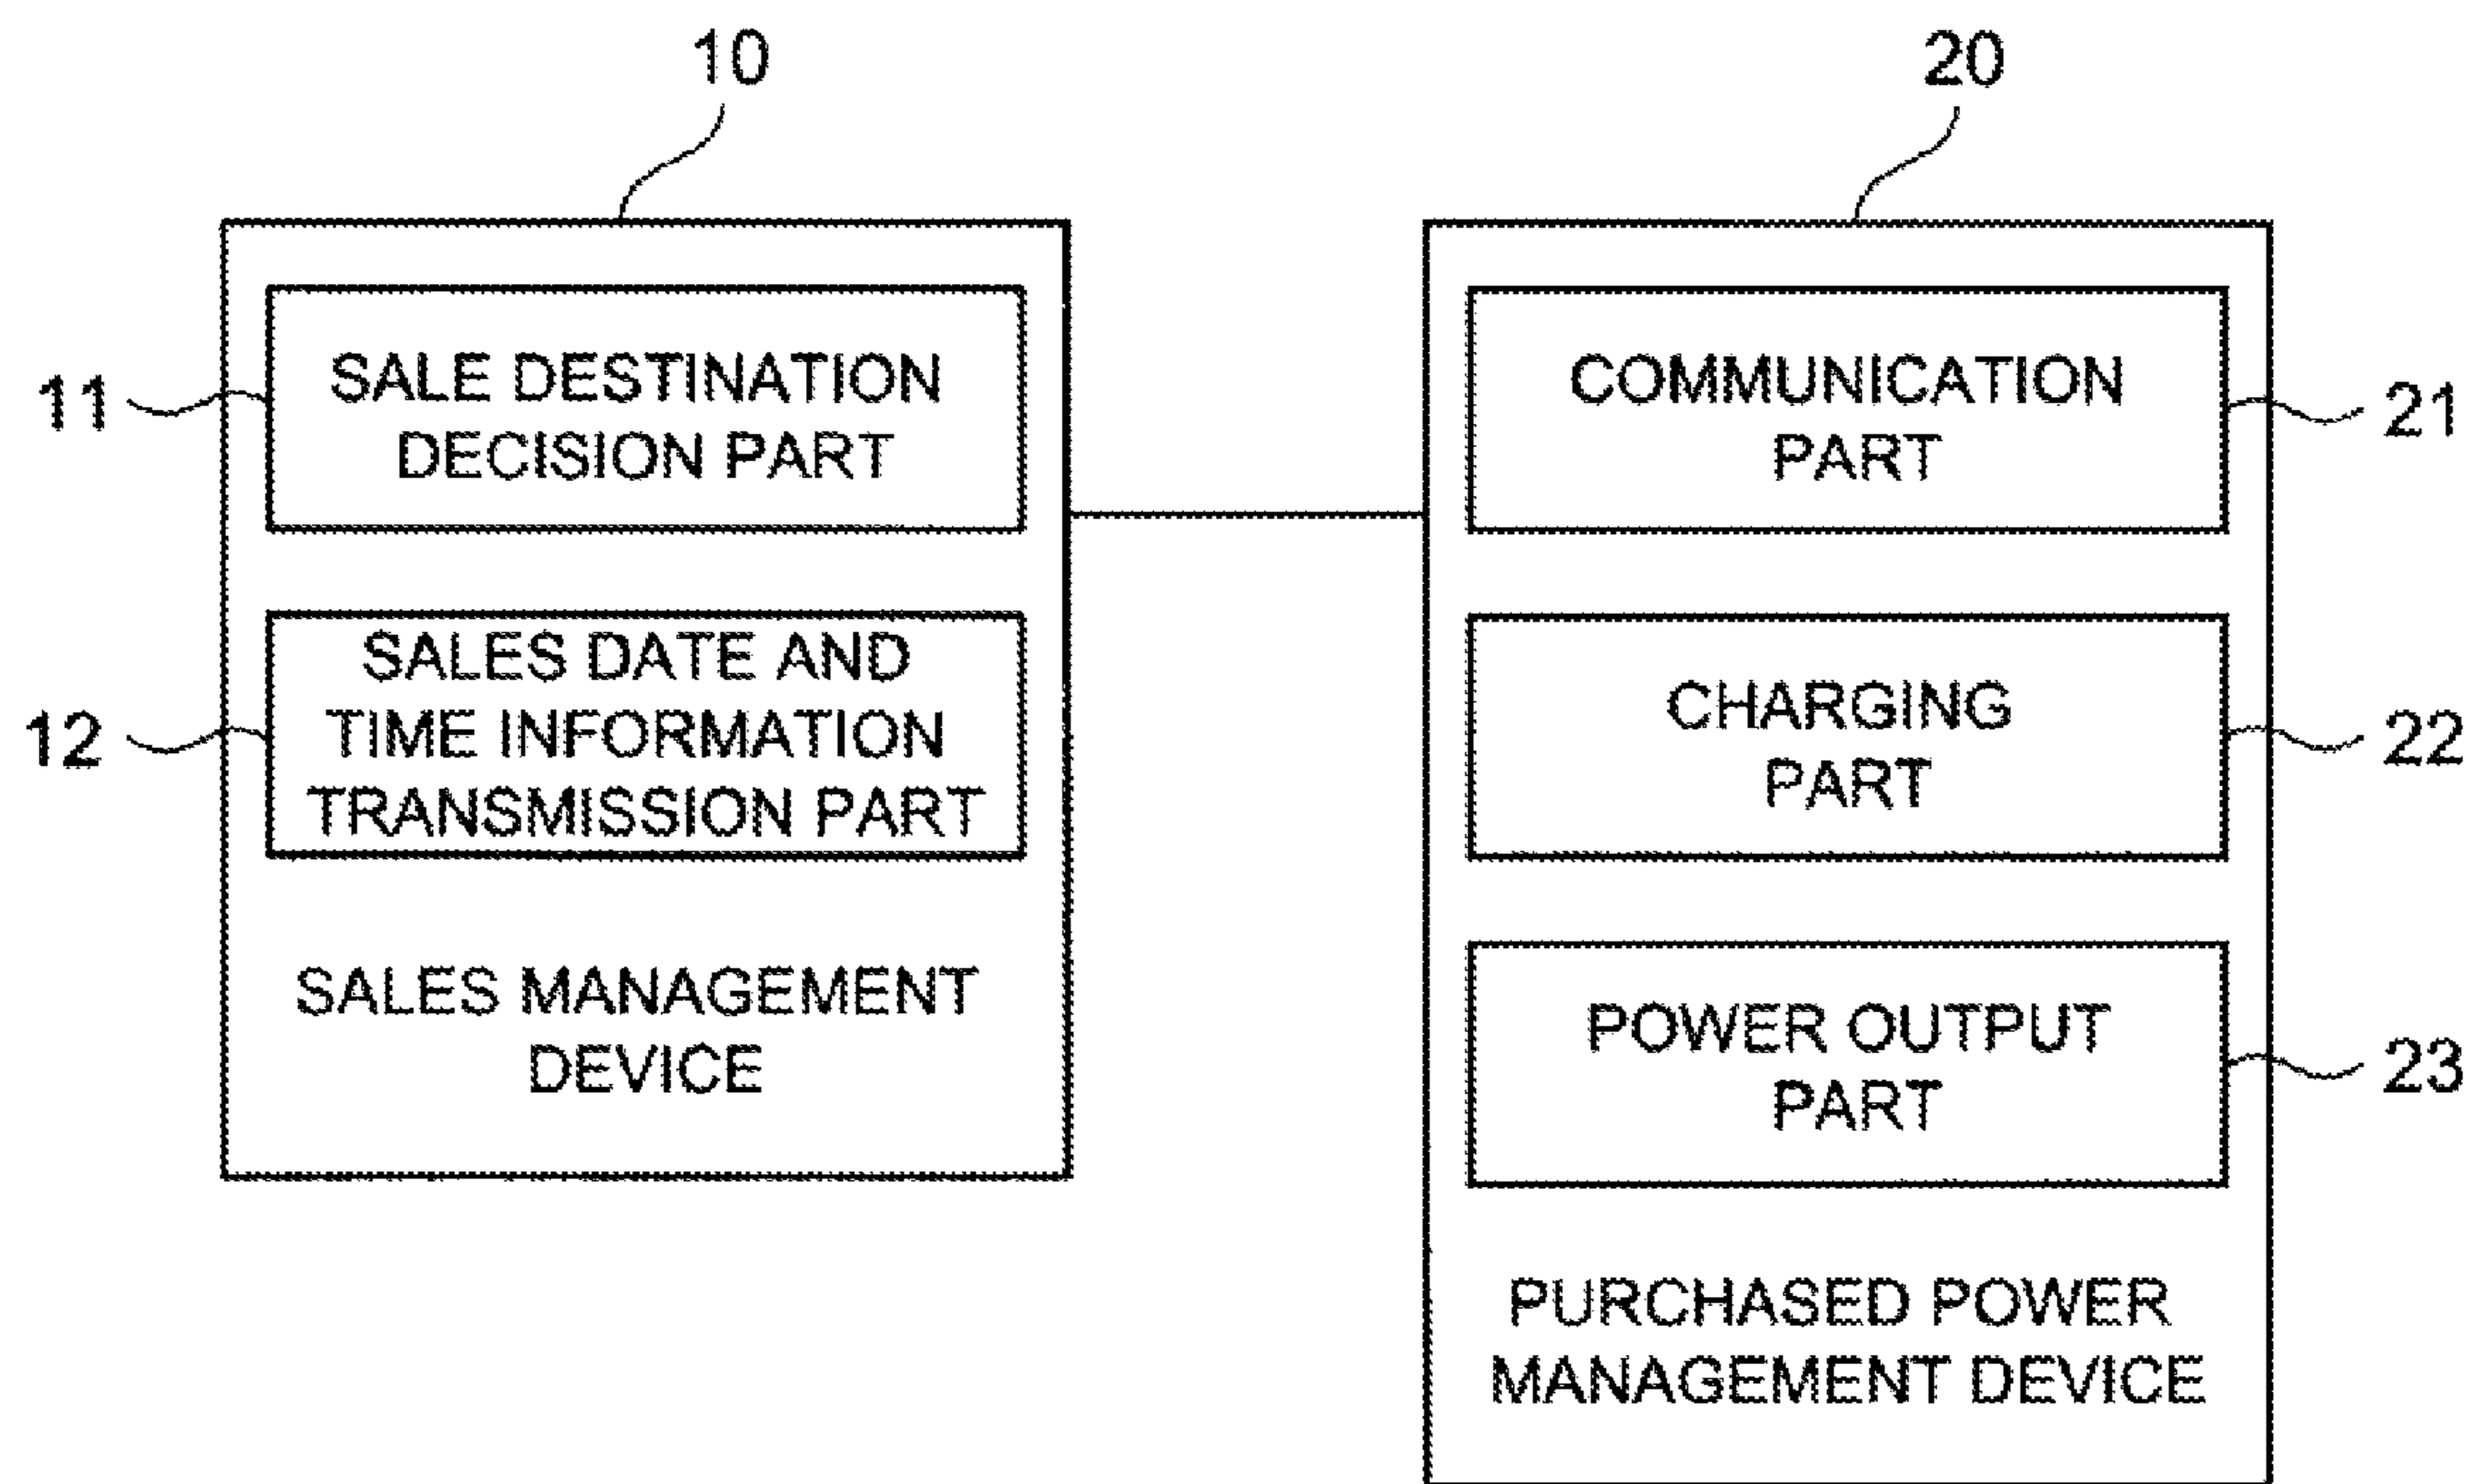 10
20
11
SALE DESTINATION
DECISION PART
12
SALES DATE AND
TIME INFORMATION
TRANSMISSION PART
SALES MANAGEMENT
DEVICE
COMMUNICATION
PART
21
CHARGING
PART
22
POWER OUTPUT
PART
23
PURCHASED POWER
MANAGEMENT DEVICE